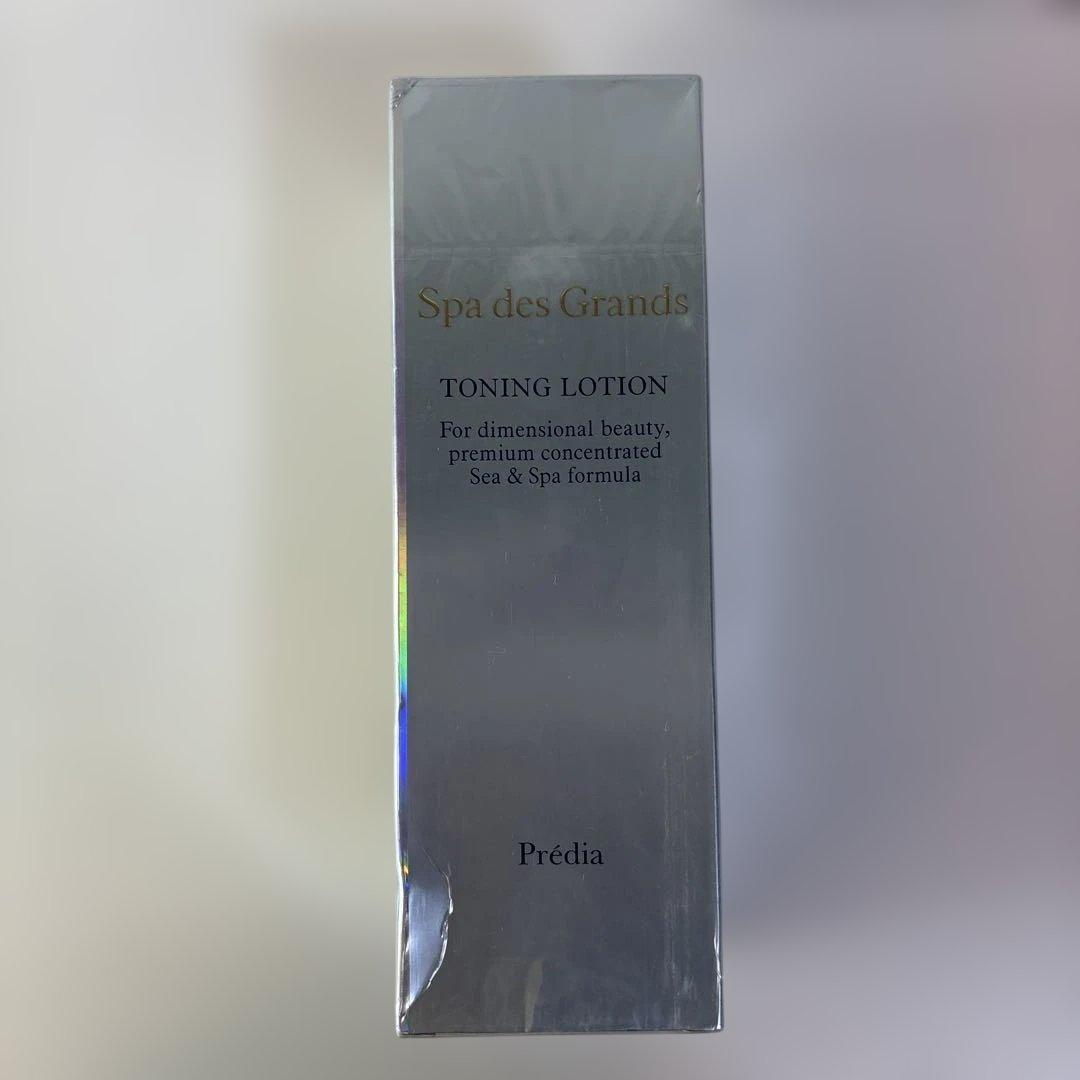 Spa des Grands
TONING LOTION
For dimensional beauty,
premium concentrated
Sea & Spa formula
Prédia